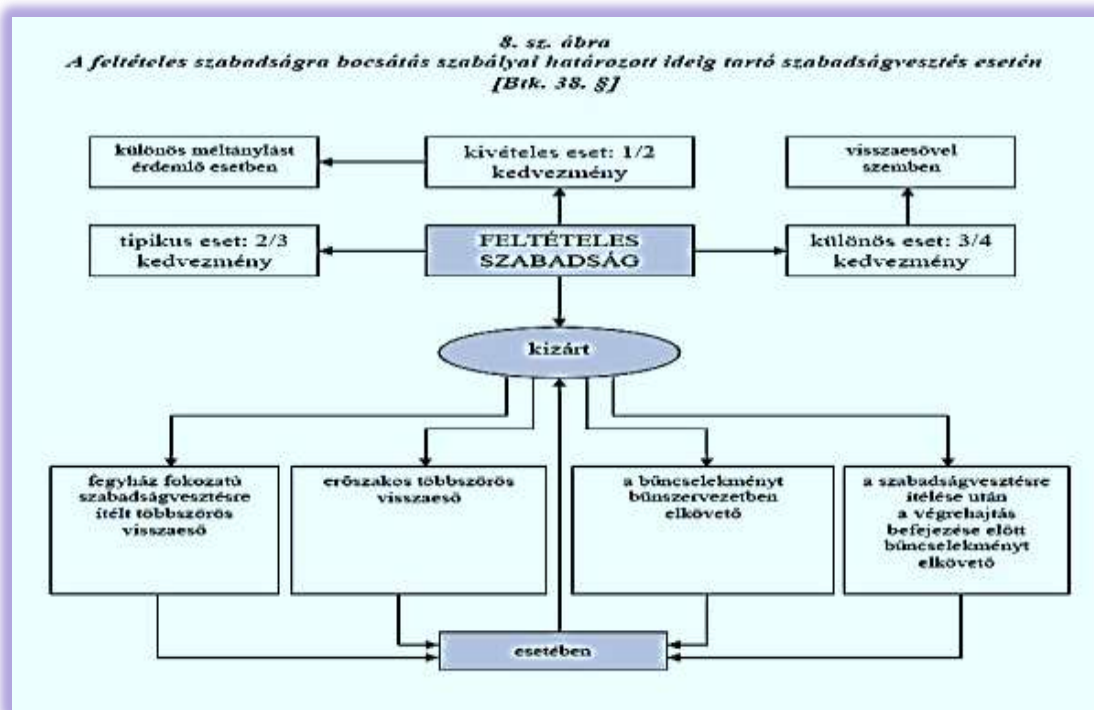 8. sz. ábra
A feltételes szabadságra bocsátás szabályai határozott ideig tartó szabadságvesztés esetén
[Btk. 38. §]
különös méltánylást
érdemlő esetben
kivételes eset: 1/2
kedvezmény
visszaesővel
szemben
tipikus eset: 2/3
kedvezmény
FELTÉTELES
SZABADSÁG
különös eset: 3/4
kedvezmény
kizárt
fegyház fokozatú
szabadságvesztésre
ítélt többszörös
visszaeső
erőszakos többszörös
visszaeső
a bűncselekményt
bűnszervezetben
elkövető
a szabadságvesztésre
ítélése után
a végrehajtás
befejezése előtt
bűncselekményt
elkövető
esetében